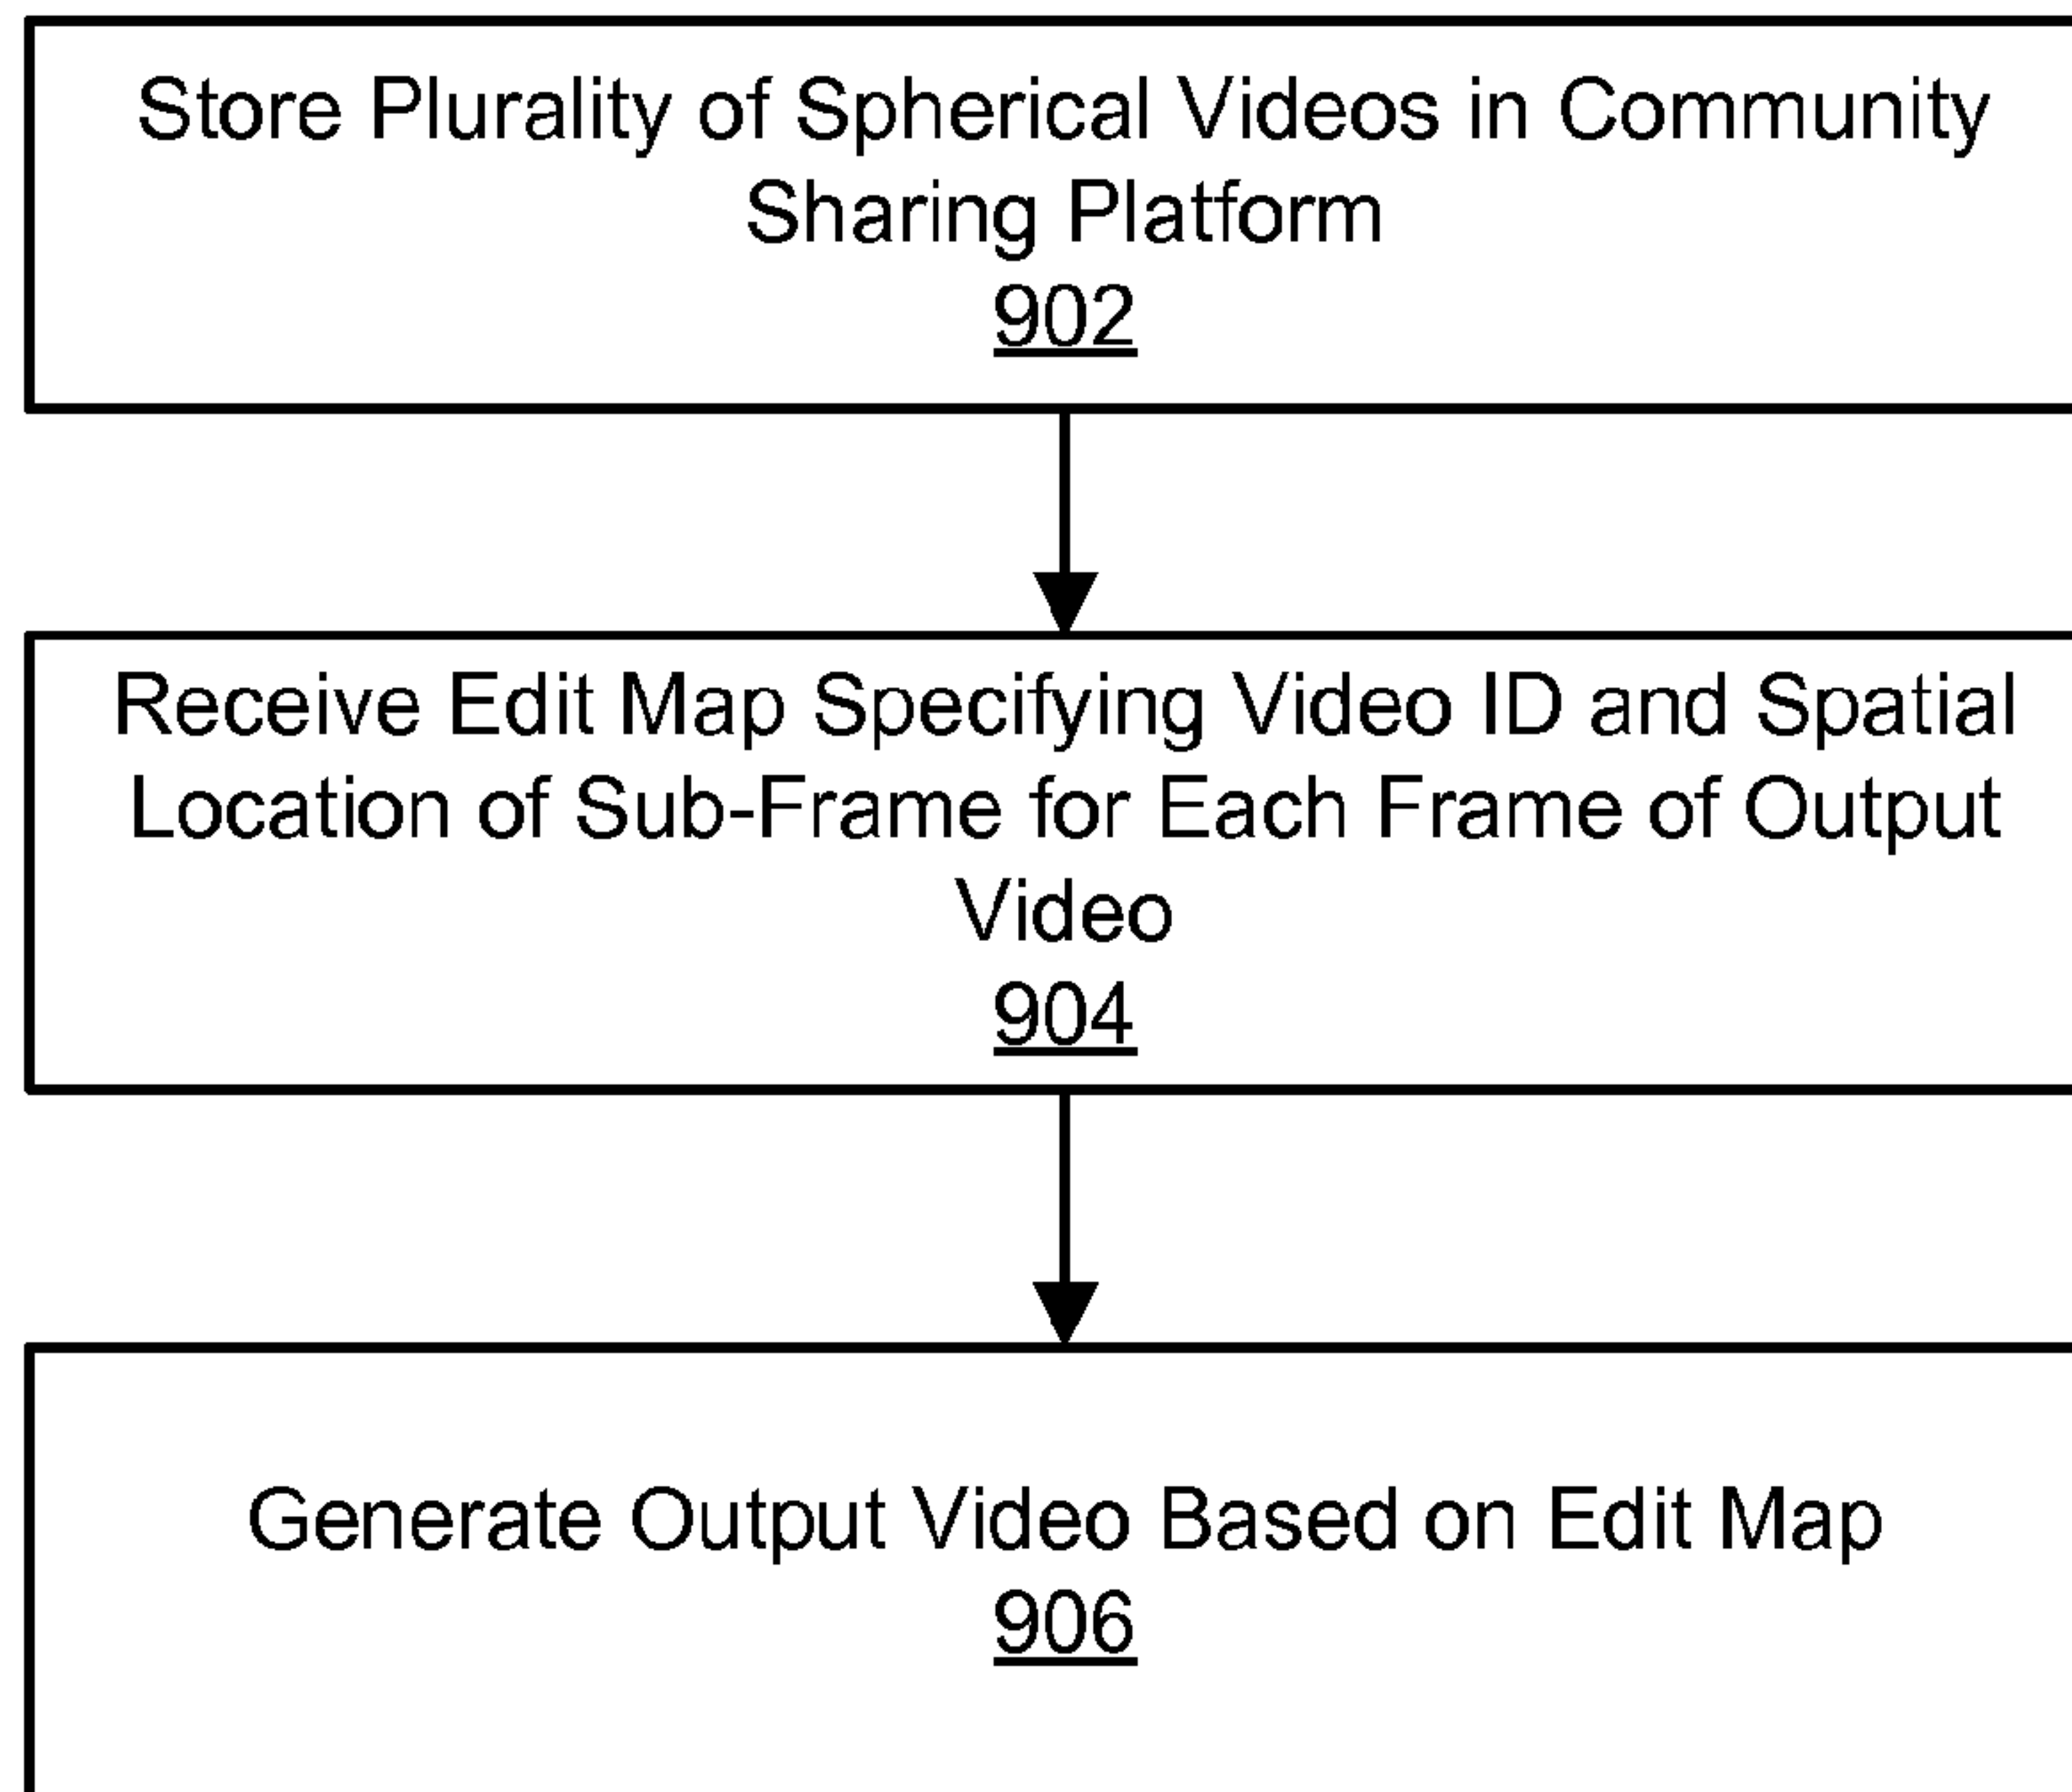 Store Plurality of Spherical Videos in Community
Sharing Platform
902
Receive Edit Map Specifying Video ID and Spatial
Location of Sub-Frame for Each Frame of Output
Video
904
Generate Output Video Based on Edit Map
906